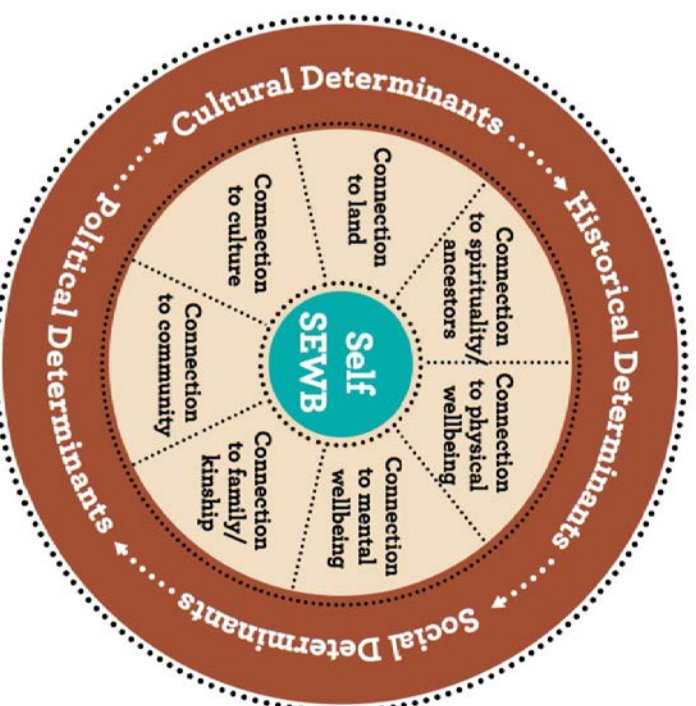 Historical Determinants
Social Determinants
Political Determinants
Cultural Determinants
Connection
to physical
wellbeing
Connection
to mental
wellbeing
Connection
to family/
kinship
Connection
to community
Connection
to culture
Connection
to land
Connection
to spirituality/
ancestors
Self
SEWB